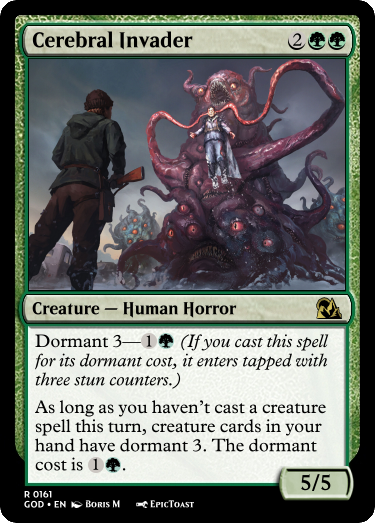 Cerebral Invader 2
Creature — Human Horror
Dormant 3—1 (If you cast this spell
for its dormant cost, it enters tapped with
three stun counters.)
As long as you haven't cast a creature
spell this turn, creature cards in your
hand have dormant 3. The dormant
cost is 1.
5/5
R 0161
GOD • EN Boris M EpicToast